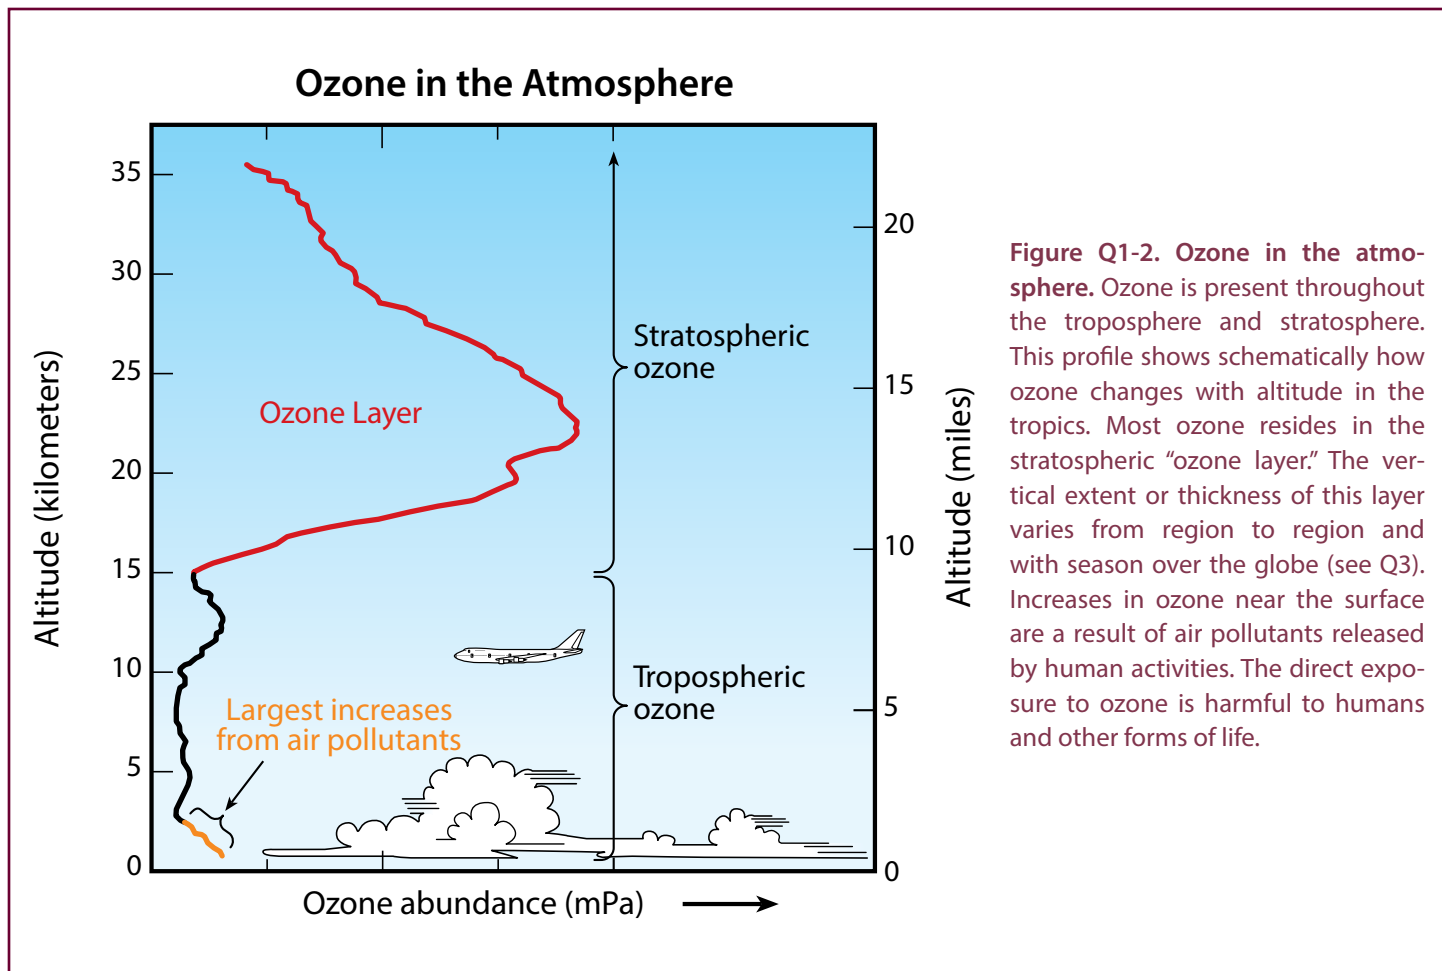 Ozone in the Atmosphere
35
30
25
20
15
10
5
0
Altitude (kilometers)
Ozone Layer
Stratospheric
ozone
Tropospheric
ozone
Largest increases
from air pollutants
20
15
10
5
0
Altitude (miles)
Ozone abundance (mPa)
Figure Q1-2. Ozone in the atmo-
sphere. Ozone is present throughout
the troposphere and stratosphere.
This profile shows schematically how
ozone changes with altitude in the
tropics. Most ozone resides in the
stratospheric “ozone layer.” The ver-
tical extent or thickness of this layer
varies from region to region and
with season over the globe (see Q3).
Increases in ozone near the surface
are a result of air pollutants released
by human activities. The direct expo-
sure to ozone is harmful to humans
and other forms of life.